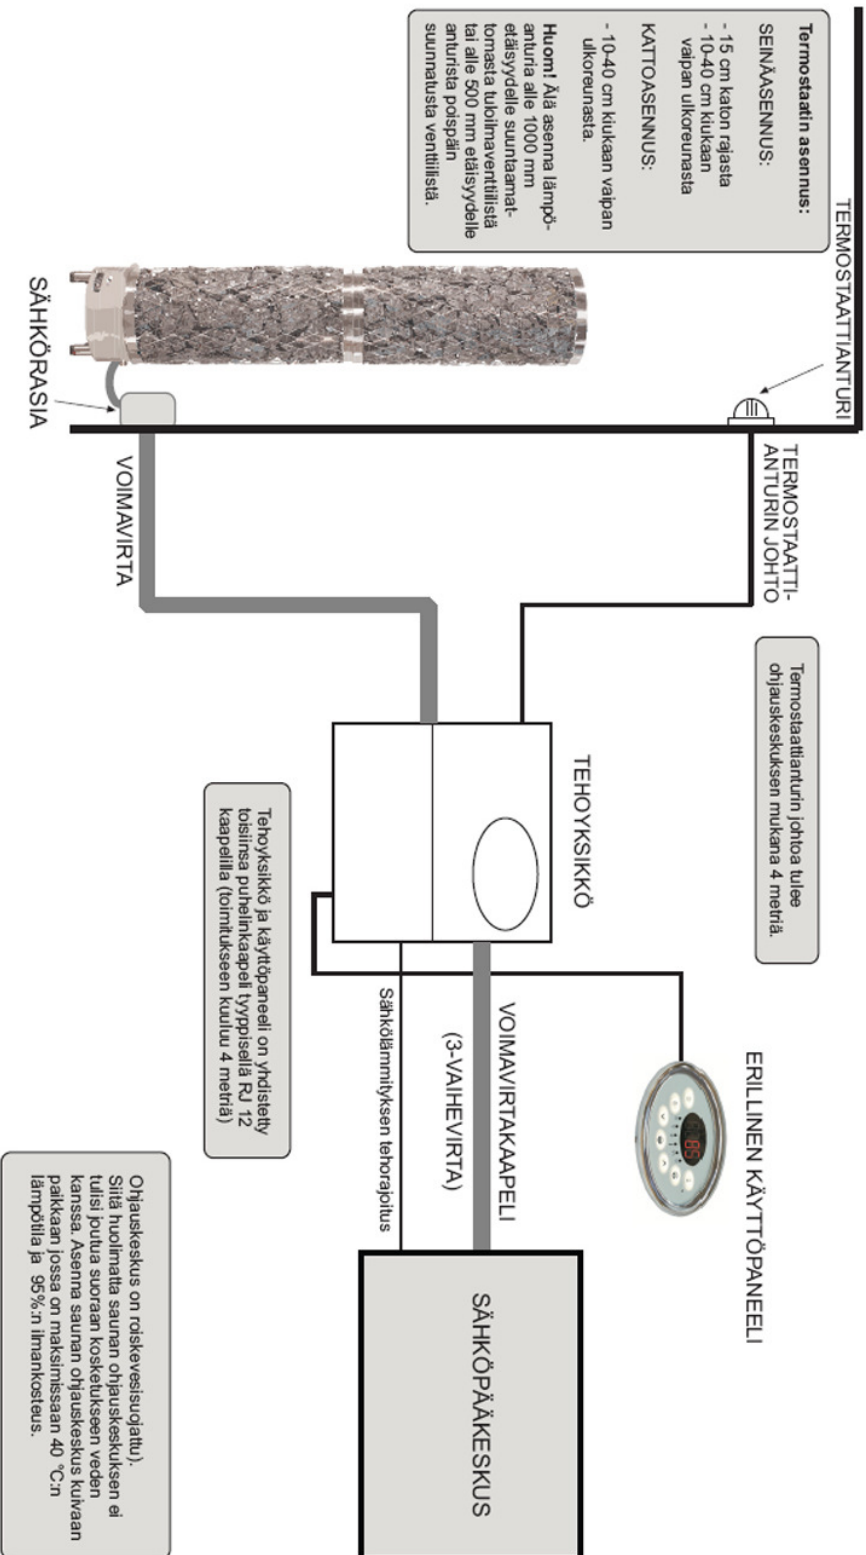 TERMOSTAATTIANTURI
Termostaatin asennus:
SEINÄASENNUS:
- 15 cm katon rajasta
- 10-40 cm kiukaan
vaipan ulkoreunasta
KATTOASENNUS:
- 10-40 cm kiukaan vaipan
ulkoreunasta.
Huom! Älä asenna lämpö-
anturia alle 1000 mm
etäisyydelle suuntaamat-
tomasta tuloilmaventtiilistä
tai alle 500 mm etäisyydelle
anturista poispäin
suunnatusta venttiilistä.
SÄHKÖRASIA
TERMOSTAATTI-
ANTURIN JOHTO
VOIMAVIRTA
Termostaattianturin johtoa tulee
ohjauskeskuksen mukana 4 metriä.
TEHOYKSIKKÖ
Tehoyksikkö ja käyttöpaneeli on yhdistetty
toisiinsa puhelinkaapeli tyyppisellä RJ 12
kaapelilla (toimitukseen kuuluu 4 metriä)
ERILLINEN KÄYTTÖPANEELI
85
VOIMAVIRTAKAAPELI
(3-VAIHEVIRTA)
Sähkölämmityksen tehorajoitus
SÄHKÖPÄÄKESKUS
Ohjauskeskus on roiskevesisuojattu).
Siitä huolimatta saunan ohjauskeskuksen ei
tulisi joutua suoraan kosketukseen veden
kanssa. Asenna saunan ohjauskeskus kuivaan
paikkaan jossa on maksimissaan 40 °C:n
lämpötila ja 95%:n ilmankosteus.